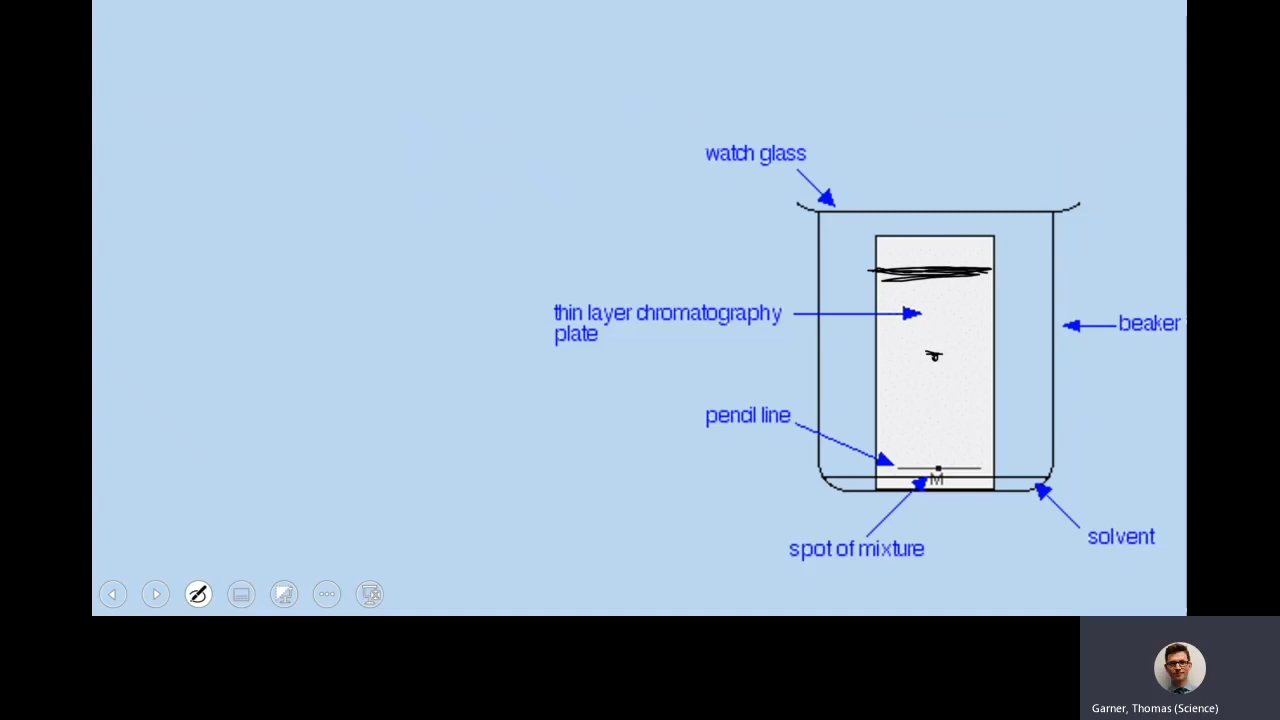 watch glass
thin layer chromatography
plate
beaker
pencil line
M
spot of mixture
solvent
Garner, Thomas (Science)